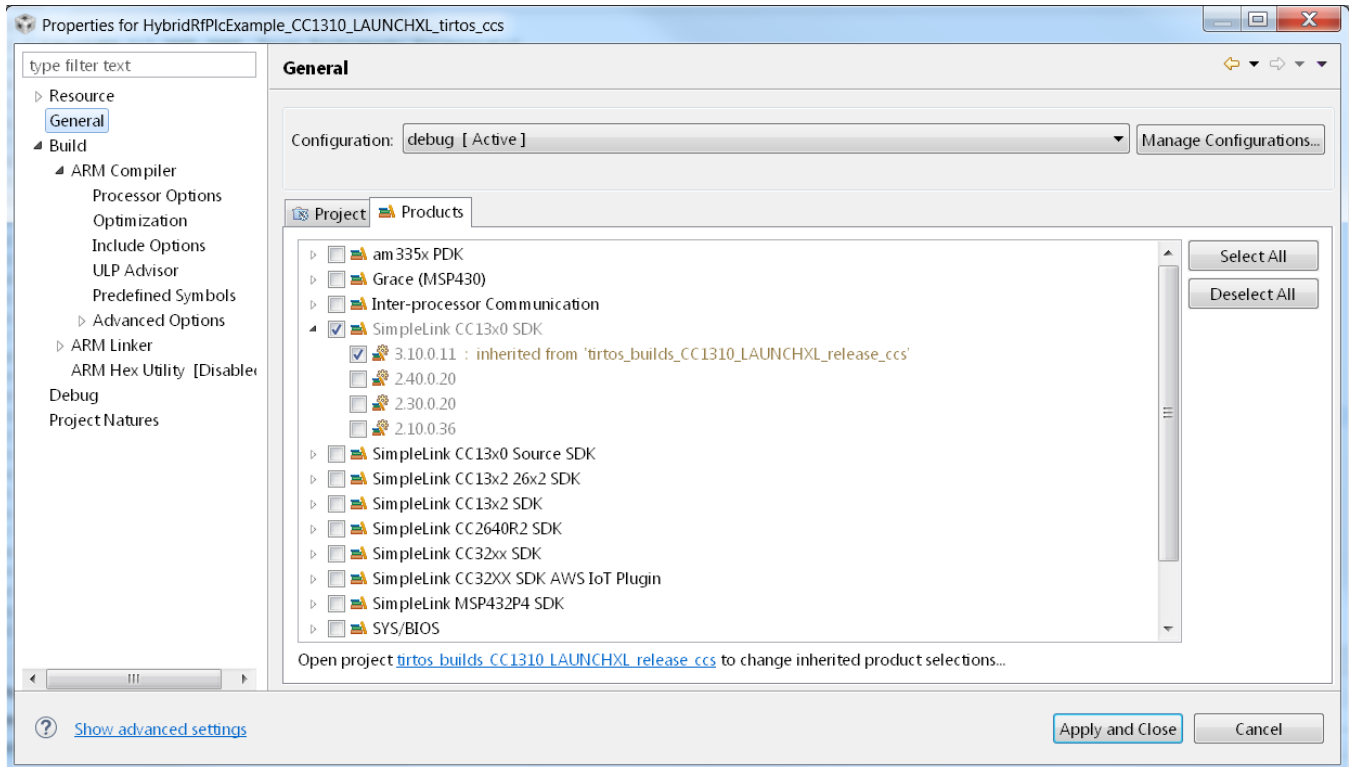 Properties for HybridRfPlcExample_CC1310_LAUNCHXL_tirtos_ccs
type filter text
Resource
General
Build
ARM Compiler
Processor Options
Optimization
Include Options
ULP Advisor
Predefined Symbols
Advanced Options
ARM Linker
ARM Hex Utility [Disable
Debug
Project Natures
General
Configuration: debug [ Active ] Manage Configurations...
Project Products
am335x PDK
Grace (MSP430)
Inter-processor Communication
SimpleLink CC13x0 SDK
3.10.0.11 : inherited from 'tirtos_builds_CC1310_LAUNCHXL_release_ccs'
2.40.0.20
2.30.0.20
2.10.0.36
SimpleLink CC13x0 Source SDK
SimpleLink CC13x2 26x2 SDK
SimpleLink CC13x2 SDK
SimpleLink CC2640R2 SDK
SimpleLink CC32xx SDK
SimpleLink CC32XX SDK AWS IoT Plugin
SimpleLink MSP432P4 SDK
SYS/BIOS
Select All
Deselect All
Open project tirtos_builds_CC1310_LAUNCHXL_release_ccs to change inherited product selections...
Show advanced settings
Apply and Close
Cancel